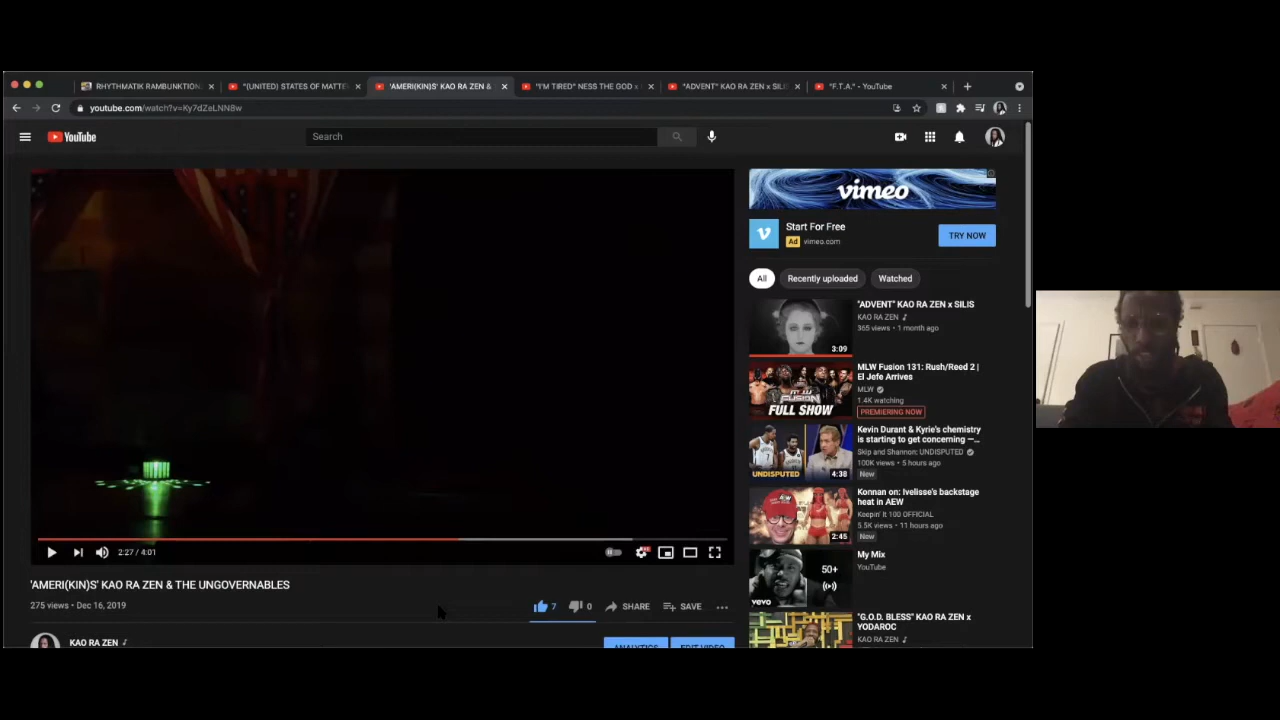 RHYTHMATIK RAMBUNKTION
"(UNITED) STATES OF MATTE
'AMERI(KIN)S' KAO RA ZEN &
"I'M TIRED" NESS THE GOD x
"ADVENT" KAO RA ZEN x SILI
"F.T.A." - YouTube
youtube.com/watch?v=Ky7dZeLNN8w
YouTube
Search
vimeo
Start For Free
Ad vimeo.com
TRY NOW
All
Recently uploaded
Watched
"ADVENT" KAO RA ZEN x SILIS
KAO RA ZEN
365 views • 1 month ago
3:09
MLW Fusion 131: Rush/Reed 2 |
El Jefe Arrives
MLW
1.4K watching
PREMIERING NOW
MLW FUSION
FULL SHOW
Kevin Durant & Kyrie's chemistry
is starting to get concerning —...
Skip and Shannon: UNDISPUTED
100K views • 5 hours ago
New
UNDISPUTED
4:38
Konnan on: Ivelisse's backstage
heat in AEW
Keepin' It 100 OFFICIAL
5.5K views • 11 hours ago
New
2:45
My Mix
YouTube
50+
vevo
"G.O.D. BLESS" KAO RA ZEN x
YODAROC
KAO RA ZEN
2:27 / 4:01
'AMERI(KIN)S' KAO RA ZEN & THE UNGOVERNABLES
275 views • Dec 16, 2019
7
0
SHARE
SAVE
KAO RA ZEN
ANALYTICS
EDIT VIDEO